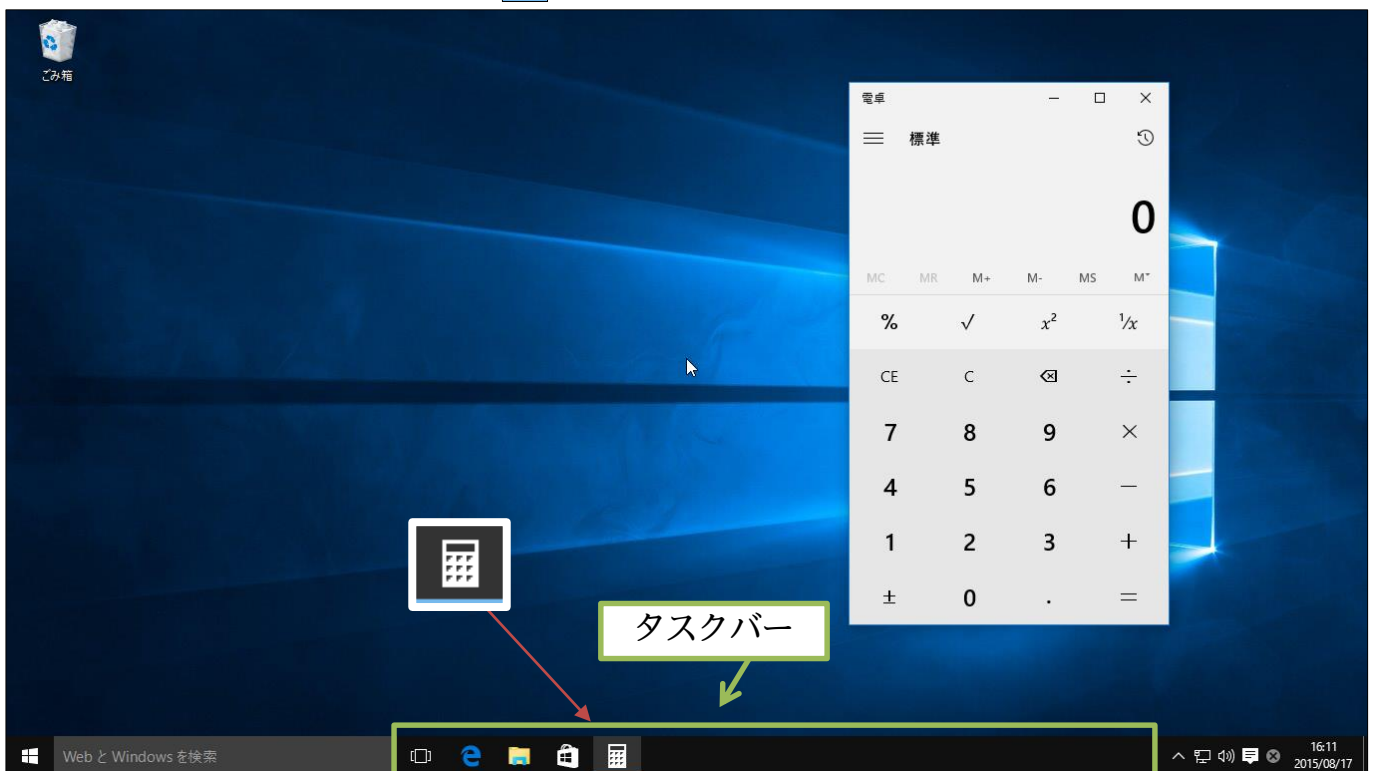 ごみ箱
電卓
標準
0
MC MR M+ M- MS M˅
% √ x² ¹/x
CE C ÷
7 8 9 ×
4 5 6 −
1 2 3 +
± 0 . =
タスクバー
Web と Windows を検索
16:11
2015/08/17